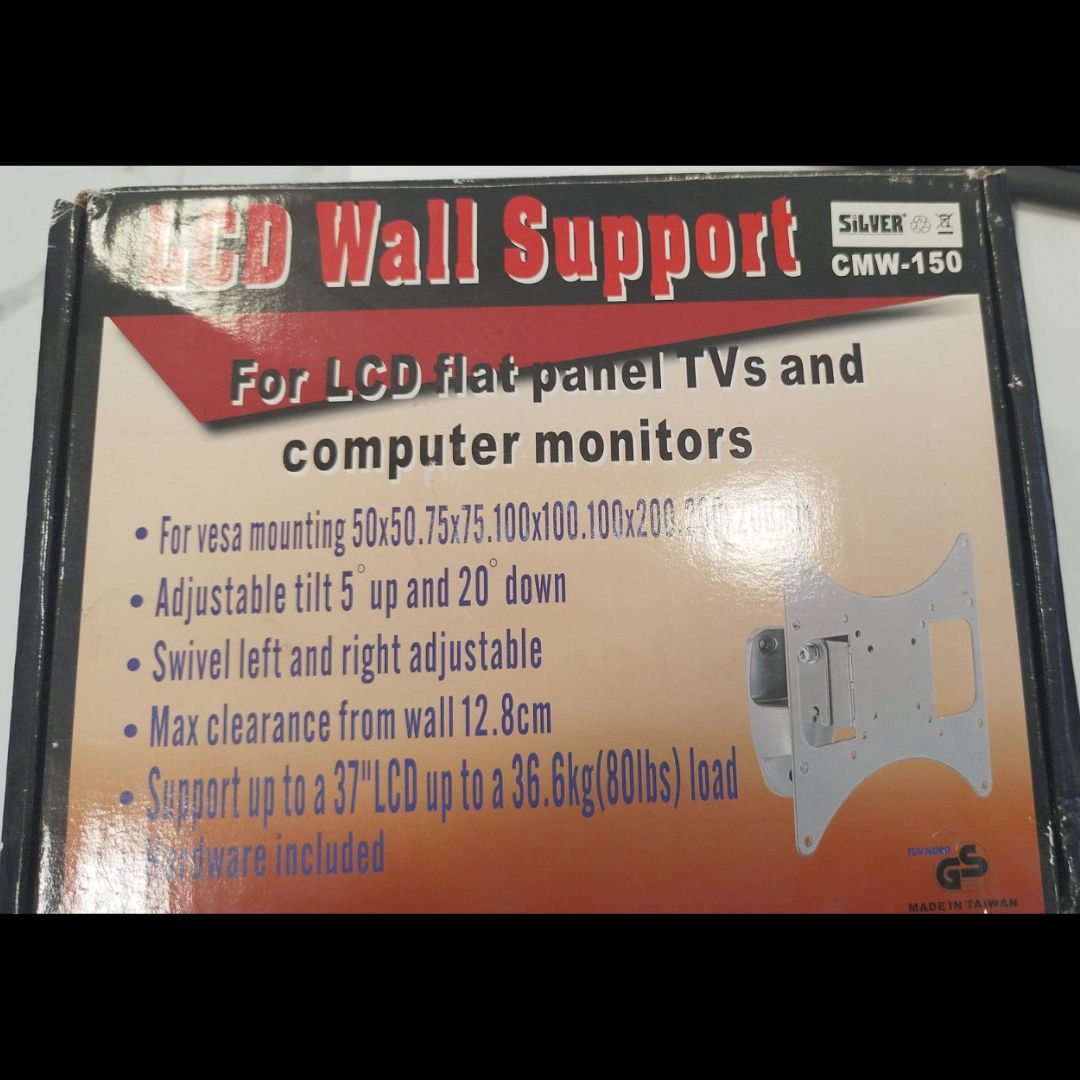 LCD Wall Support
SiLVER
CMW-150
For LCD flat panel TVs and
computer monitors
• For vesa mounting 50x50.75x75.100x100.100x200.
• Adjustable tilt 5° up and 20° down
• Swivel left and right adjustable
• Max clearance from wall 12.8cm
• Support up to a 37"LCD up to a 36.6kg(80lbs) load
• Hardware included
TUV NORD
GS
MADE IN TAIWAN